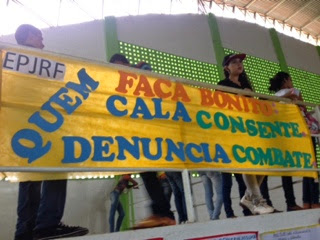 EPJRF
FAÇA BONITO
QUEM CALA CONSENTE,
DENUNCIA COMBATE